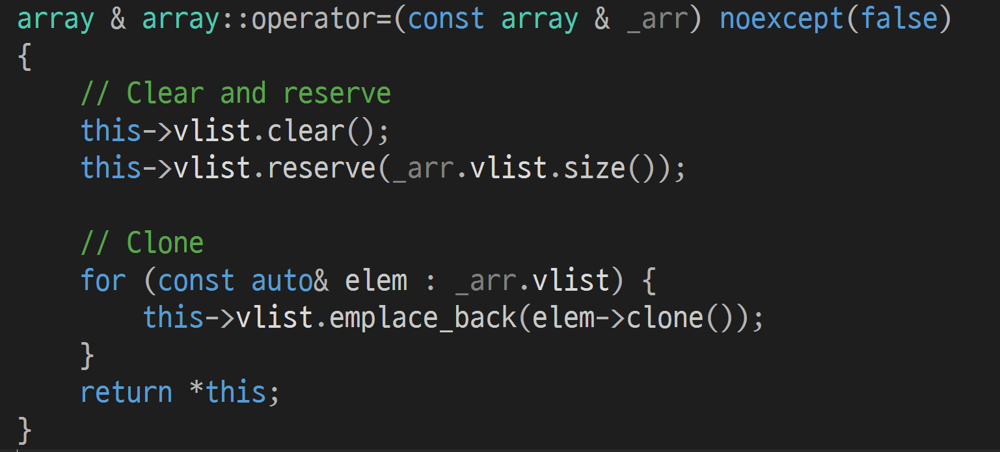 array & array::operator=(const array & _arr) noexcept(false)
{
    // Clear and reserve
    this->vlist.clear();
    this->vlist.reserve(_arr.vlist.size());

    // Clone
    for (const auto& elem : _arr.vlist) {
        this->vlist.emplace_back(elem->clone());
    }
    return *this;
}